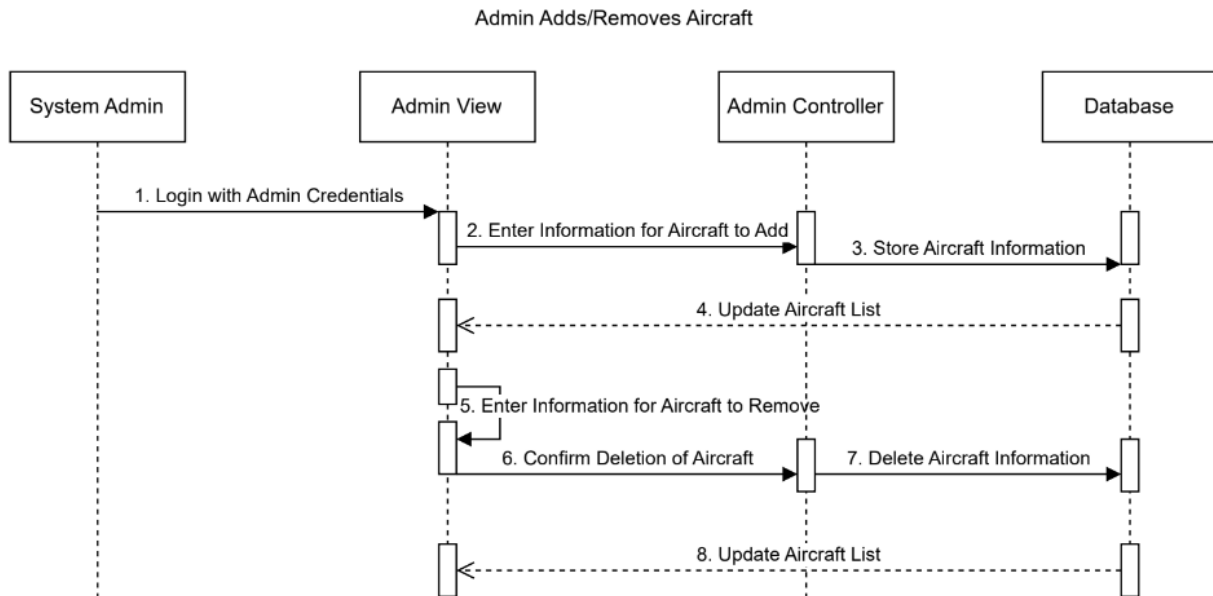 Admin Adds/Removes Aircraft
System Admin
Admin View
Admin Controller
Database
1. Login with Admin Credentials
2. Enter Information for Aircraft to Add
3. Store Aircraft Information
4. Update Aircraft List
5. Enter Information for Aircraft to Remove
6. Confirm Deletion of Aircraft
7. Delete Aircraft Information
8. Update Aircraft List